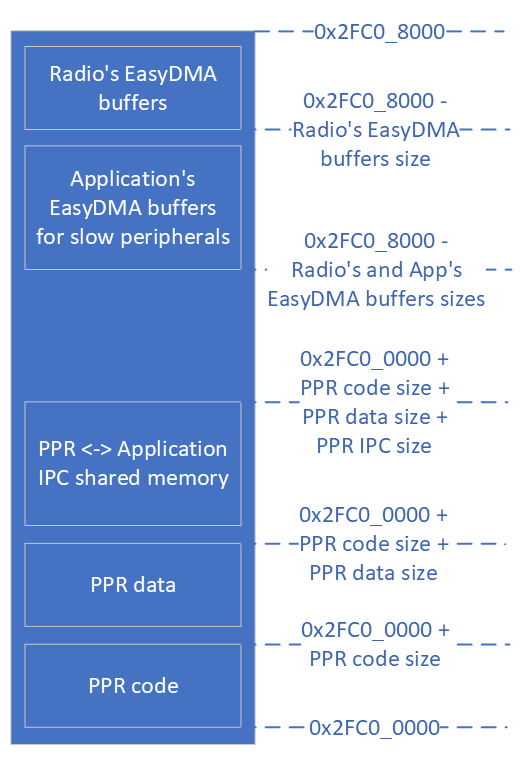 0x2FC0_8000
Radio's EasyDMA
buffers
0x2FC0_8000 -
Radio's EasyDMA
buffers size
Application's
EasyDMA buffers
for slow peripherals
0x2FC0_8000 -
Radio's and App's
EasyDMA buffers sizes
0x2FC0_0000 +
PPR code size +
PPR data size +
PPR IPC size
PPR <-> Application
IPC shared memory
0x2FC0_0000 +
PPR code size +
PPR data size
PPR data
0x2FC0_0000 +
PPR code size
PPR code
0x2FC0_0000